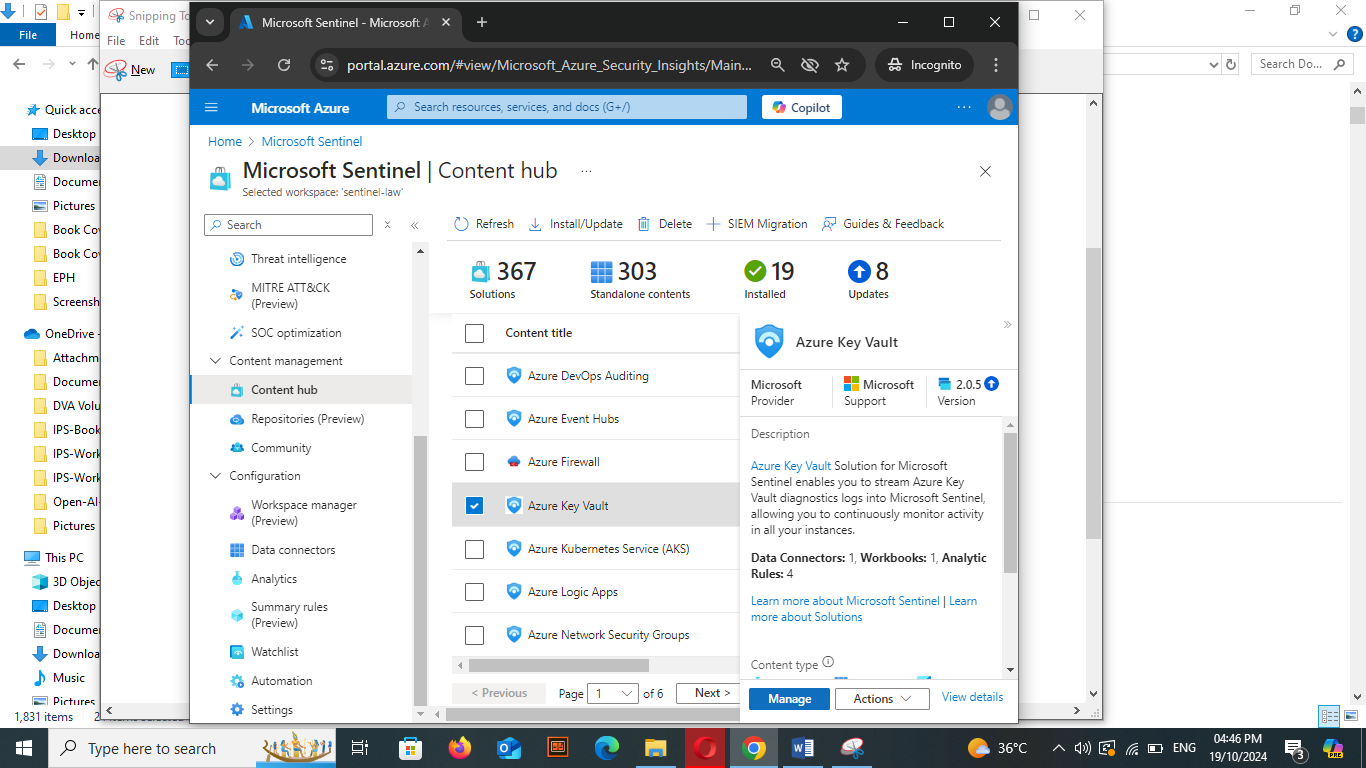 Snipping To
File
Home
File Edit Too
New
Search Do...
Quick acce
Desktop
Downloa
Documen
Pictures
Book Cov
Book Cov
EPH
Screensh
OneDrive -
Attachm
Documen
DVA Volu
IPS-Book
IPS-Work
IPS-Work
Open-AI-
Pictures
This PC
3D Objec
Desktop
Documen
Downloa
Music
Pictures
1,831 items
Microsoft Sentinel - Microsoft A
portal.azure.com/#view/Microsoft_Azure_Security_Insights/Main...
Incognito
Microsoft Azure
Search resources, services, and docs (G+/)
Copilot
Home > Microsoft Sentinel
Microsoft Sentinel | Content hub ...
Selected workspace: 'sentinel-law'
Search
Threat intelligence
MITRE ATT&CK
(Preview)
SOC optimization
Content management
Content hub
Repositories (Preview)
Community
Configuration
Workspace manager
(Preview)
Data connectors
Analytics
Summary rules
(Preview)
Watchlist
Automation
Settings
Refresh Install/Update Delete SIEM Migration Guides & Feedback
367 303 19 8
Solutions Standalone contents Installed Updates
Content title
Azure DevOps Auditing
Azure Event Hubs
Azure Firewall
Azure Key Vault
Azure Kubernetes Service (AKS)
Azure Logic Apps
Azure Network Security Groups
< Previous Page 1 of 6 Next >
Azure Key Vault
Microsoft Microsoft 2.0.5
Provider Support Version
Description
Azure Key Vault Solution for Microsoft
Sentinel enables you to stream Azure Key
Vault diagnostics logs into Microsoft Sentinel,
allowing you to continuously monitor activity
in all your instances.
Data Connectors: 1, Workbooks: 1, Analytic
Rules: 4
Learn more about Microsoft Sentinel | Learn
more about Solutions
Content type
Manage Actions View details
Type here to search
36°C
ENG
04:46 PM
19/10/2024
3
PRE